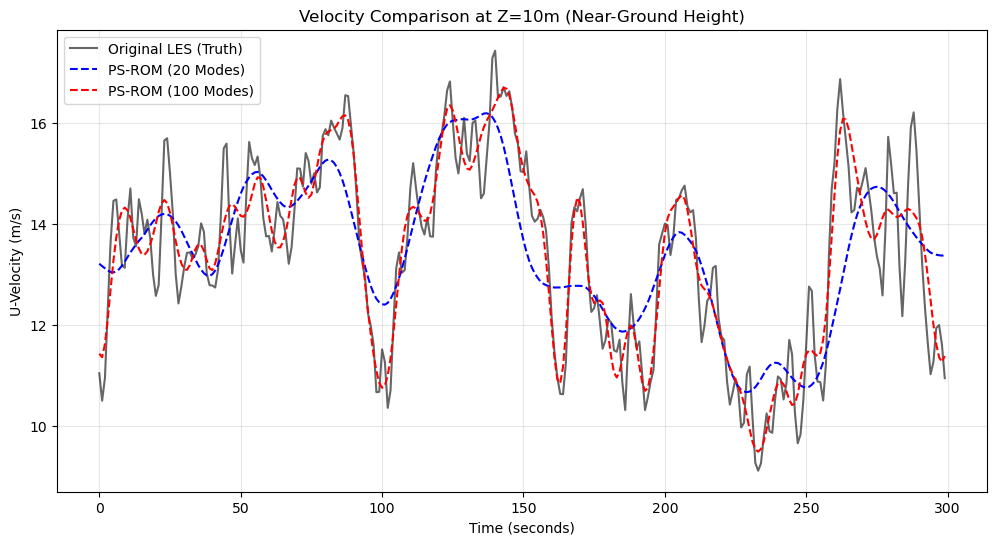 Velocity Comparison at Z=10m (Near-Ground Height)
Original LES (Truth)
PS-ROM (20 Modes)
PS-ROM (100 Modes)
U-Velocity (m/s)
16
14
12
10
0 50 100 150 200 250 300
Time (seconds)